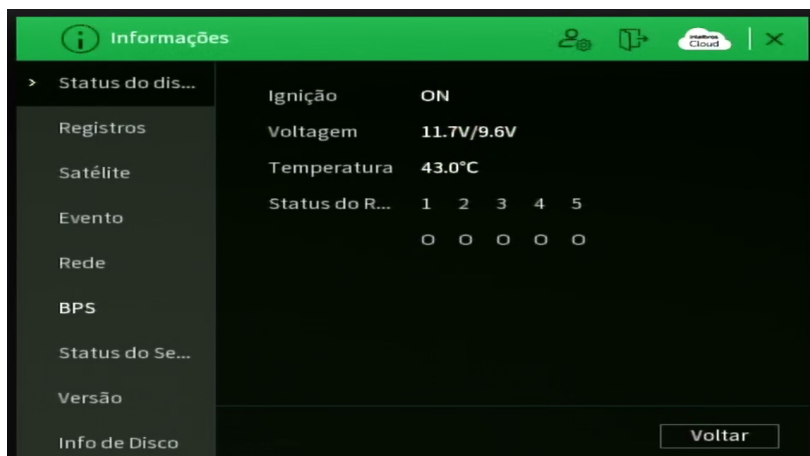 Informações
intelbras
Cloud
Status do dis...
Registros
Satélite
Evento
Rede
BPS
Status do Se...
Versão
Info de Disco
Ignição ON
Voltagem 11.7V/9.6V
Temperatura 43.0°C
Status do R... 1 2 3 4 5
O O O O O
Voltar